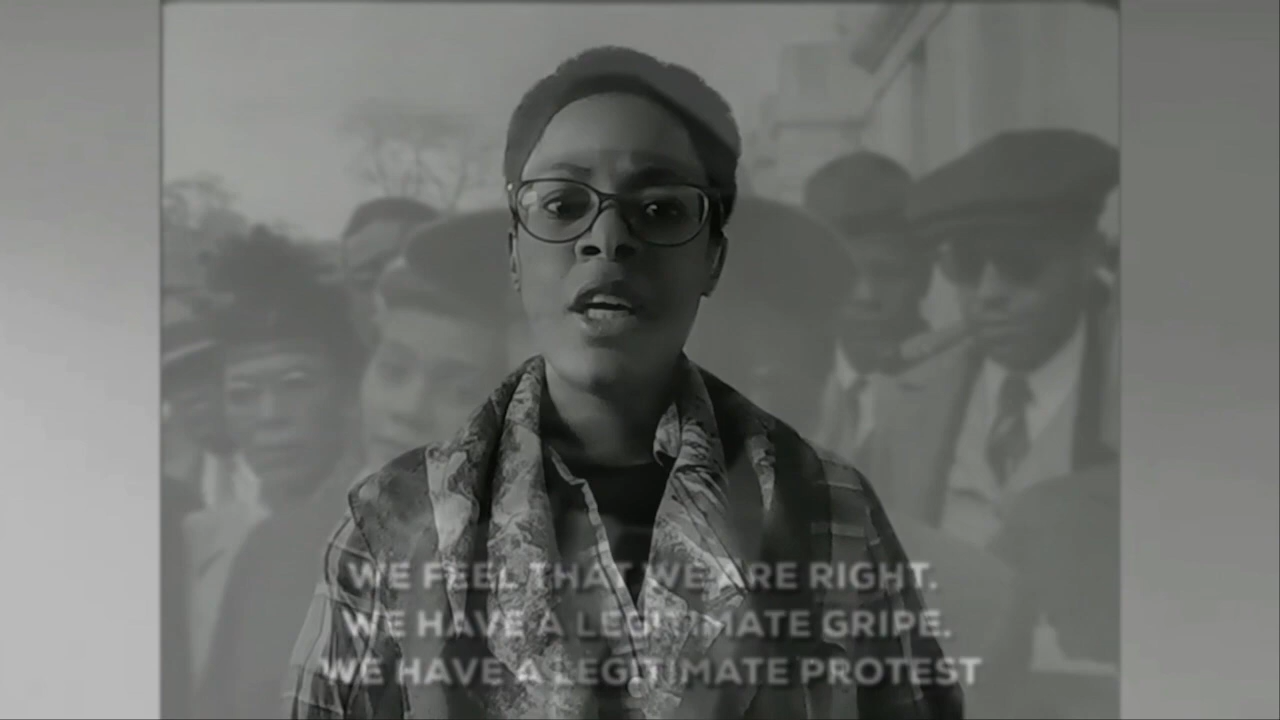 WE FEEL THAT WE ARE RIGHT.
WE HAVE A LEGITIMATE GRIPE.
WE HAVE A LEGITIMATE PROTEST